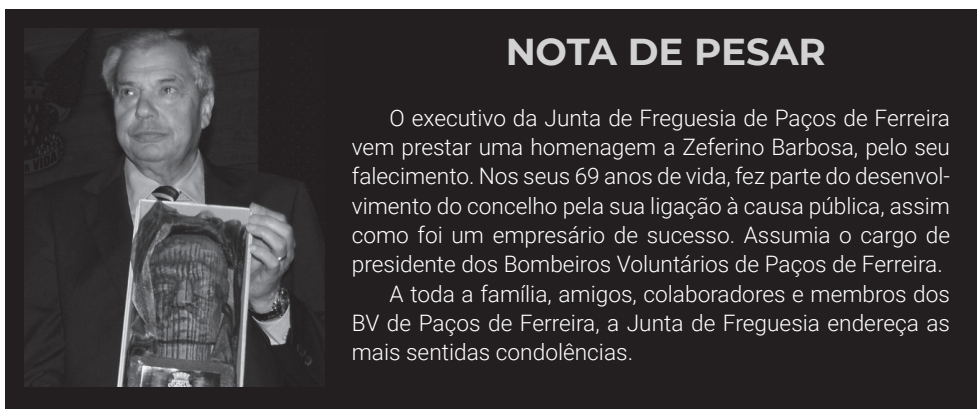 NOTA DE PESAR
O executivo da Junta de Freguesia de Paços de Ferreira
vem prestar uma homenagem a Zeferino Barbosa, pelo seu
falecimento. Nos seus 69 anos de vida, fez parte do desenvol-
vimento do concelho pela sua ligação à causa pública, assim
como foi um empresário de sucesso. Assumia o cargo de
presidente dos Bombeiros Voluntários de Paços de Ferreira.
A toda a família, amigos, colaboradores e membros dos
BV de Paços de Ferreira, a Junta de Freguesia endereça as
mais sentidas condolências.